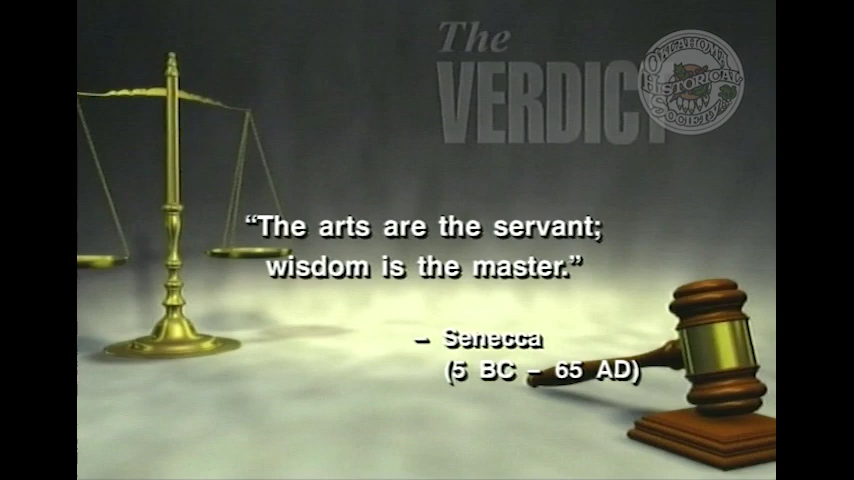 The
VERDICT
OKLAHOMA
HISTORICAL
SOCIETY
“The arts are the servant;
wisdom is the master.”
– Senecca
(5 BC – 65 AD)